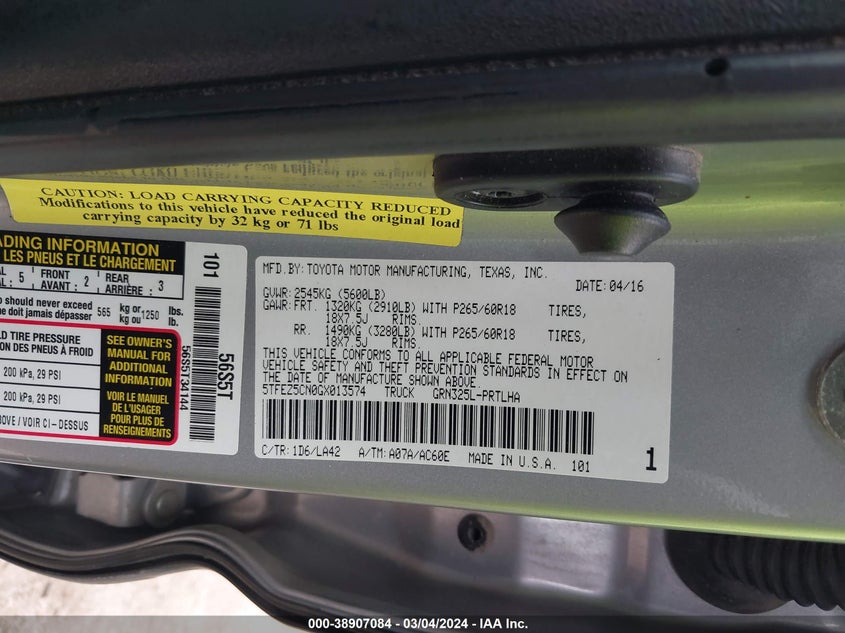 CAUTION: LOAD CARRYING CAPACITY REDUCED
Modifications to this vehicle have reduced the original load
carrying capacity by 32 kg or 71 lbs
ADING INFORMATION
LES PNEUS ET LE CHARGEMENT
AL : 5
FRONT AVANT : 2
REAR ARRIÈRE : 3
should never exceed
ne doit jamais dépasser
565
kg or
kg ou
1250
lbs.
lb.
D TIRE PRESSURE
ION DES PNEUS À FROID
200 kPa, 29 PSI
200 kPa, 29 PSI
BOVE / VOIR CI-DESSUS
SEE OWNER'S
MANUAL FOR
ADDITIONAL
INFORMATION
VOIR LE MANUEL
DE L'USAGER
POUR PLUS DE
RENSEIGNEMENTS
101
56S5T34144
56S5T
MFD.BY: TOYOTA MOTOR MANUFACTURING, TEXAS, INC. DATE: 04/16
GVWR: 2545KG (5600LB)
GAWR: FRT. 1320KG (2910LB) WITH P265/60R18 TIRES,
18X7.5J RIMS.
RR. 1490KG (3280LB) WITH P265/60R18 TIRES,
18X7.5J RIMS.
THIS VEHICLE CONFORMS TO ALL APPLICABLE FEDERAL MOTOR
VEHICLE SAFETY AND THEFT PREVENTION STANDARDS IN EFFECT ON
THE DATE OF MANUFACTURE SHOWN ABOVE.
5TFEZ5CN0GX013574 TRUCK GRN325L-PRTLHA
C/TR: 1D6/LA42 A/TM: A07A/AC60E MADE IN U.S.A. 101
1
000-38907084 - 03/04/2024 - IAA Inc.